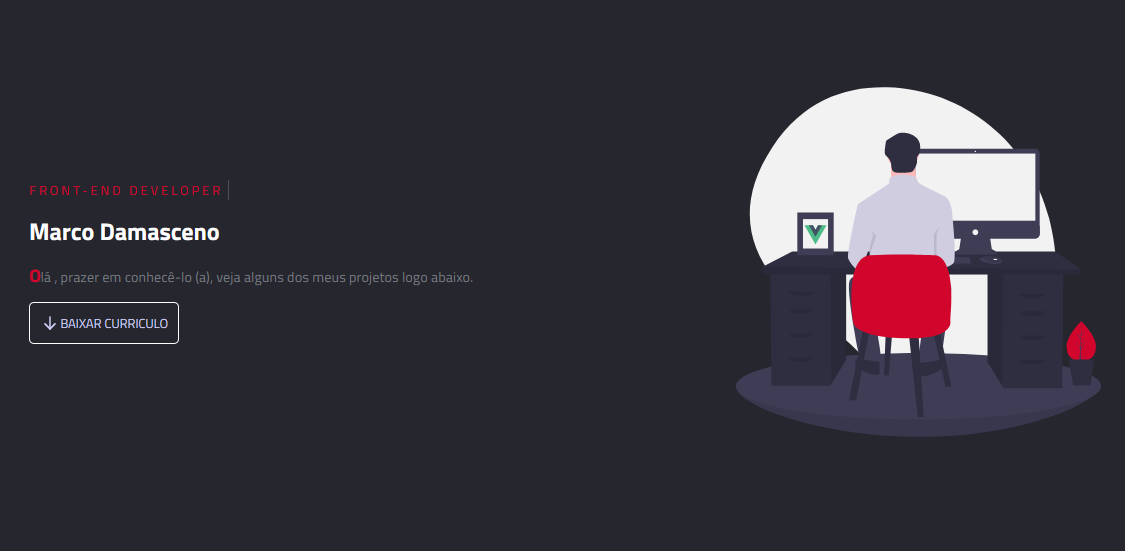 FRONT-END DEVELOPER
Marco Damasceno
Olá , prazer em conhecê-lo (a), veja alguns dos meus projetos logo abaixo.
BAIXAR CURRICULO